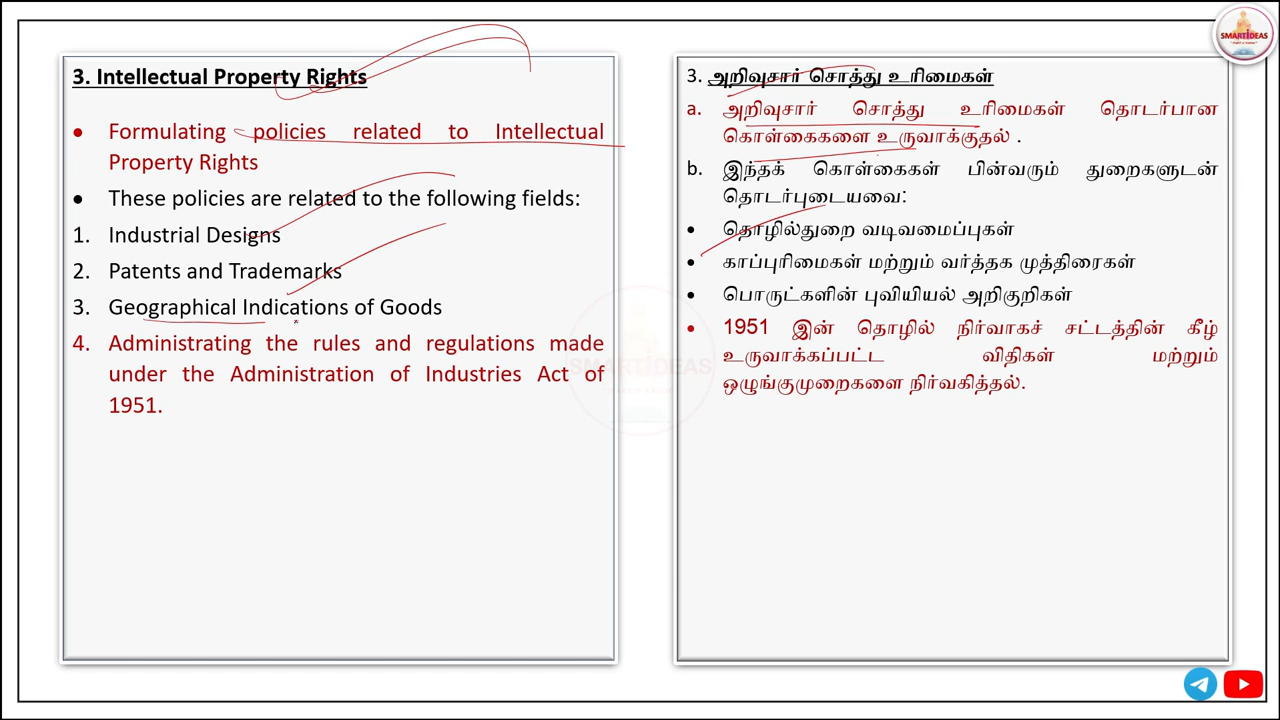 SMARTIDEAS
3. Intellectual Property Rights
• Formulating policies related to Intellectual
Property Rights
• These policies are related to the following fields:
1. Industrial Designs
2. Patents and Trademarks
3. Geographical Indications of Goods
4. Administrating the rules and regulations made
under the Administration of Industries Act of
1951.
3. அறிவுசார் சொத்து உரிமைகள்
a. அறிவுசார் சொத்து உரிமைகள் தொடர்பான
கொள்கைகளை உருவாக்குதல் .
b. இந்தக் கொள்கைகள் பின்வரும் துறைகளுடன்
தொடர்புடையவை:
• தொழில்துறை வடிவமைப்புகள்
• காப்புரிமைகள் மற்றும் வர்த்தக முத்திரைகள்
• பொருட்களின் புவியியல் அறிகுறிகள்
• 1951 இன் தொழில் நிர்வாகச் சட்டத்தின் கீழ்
உருவாக்கப்பட்ட விதிகள் மற்றும்
ஒழுங்குமுறைகளை நிர்வகித்தல்.
SMARTIDEAS